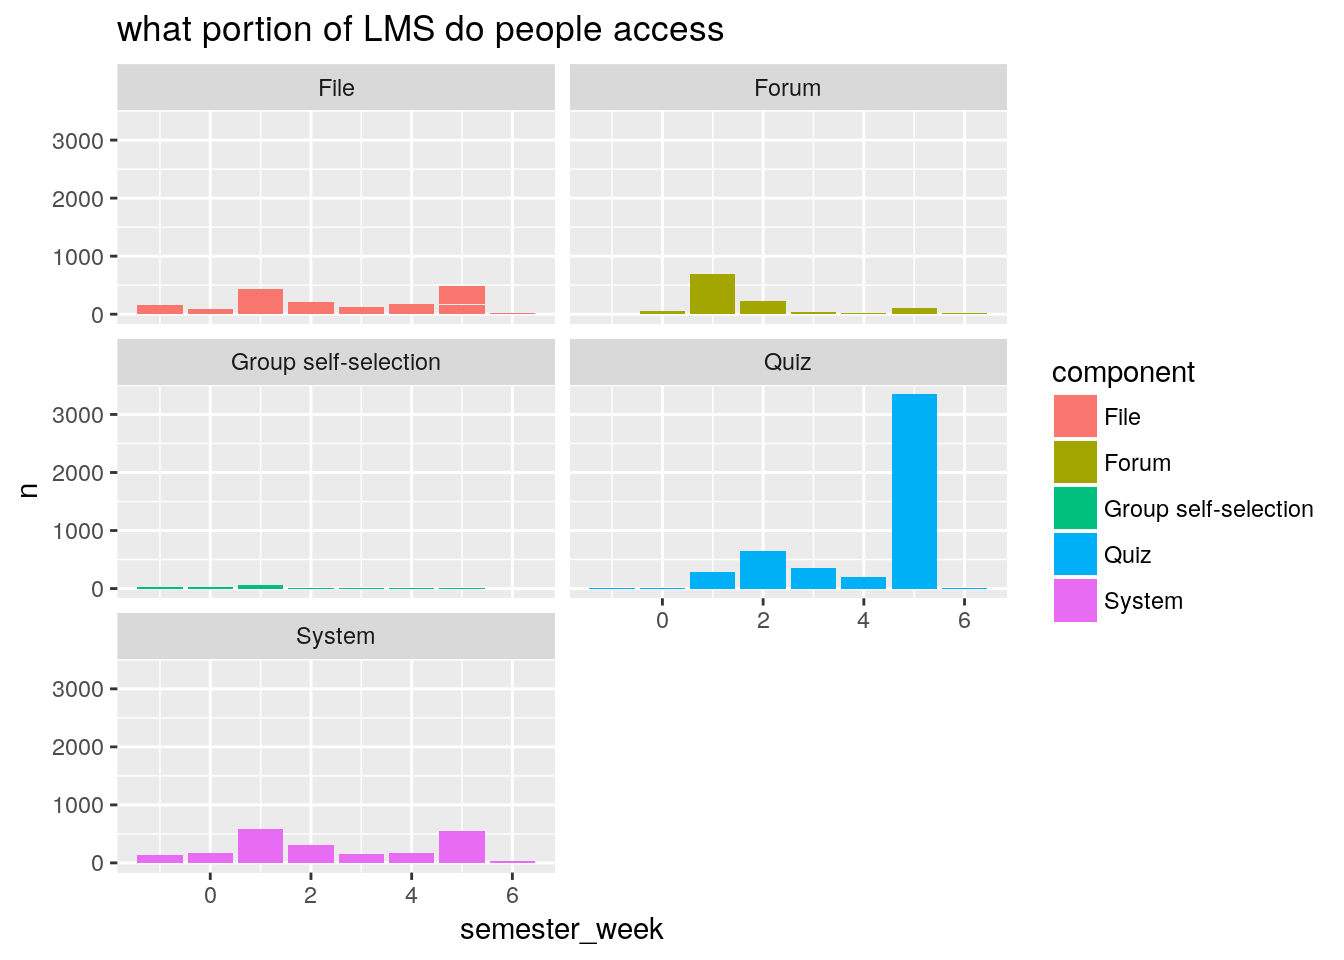 what portion of LMS do people access
File
Forum
3000
2000
1000
0
Group self-selection
Quiz
3000
2000
1000
0
0 2 4 6
System
3000
2000
1000
0
0 2 4 6
n
semester_week
component
File
Forum
Group self-selection
Quiz
System